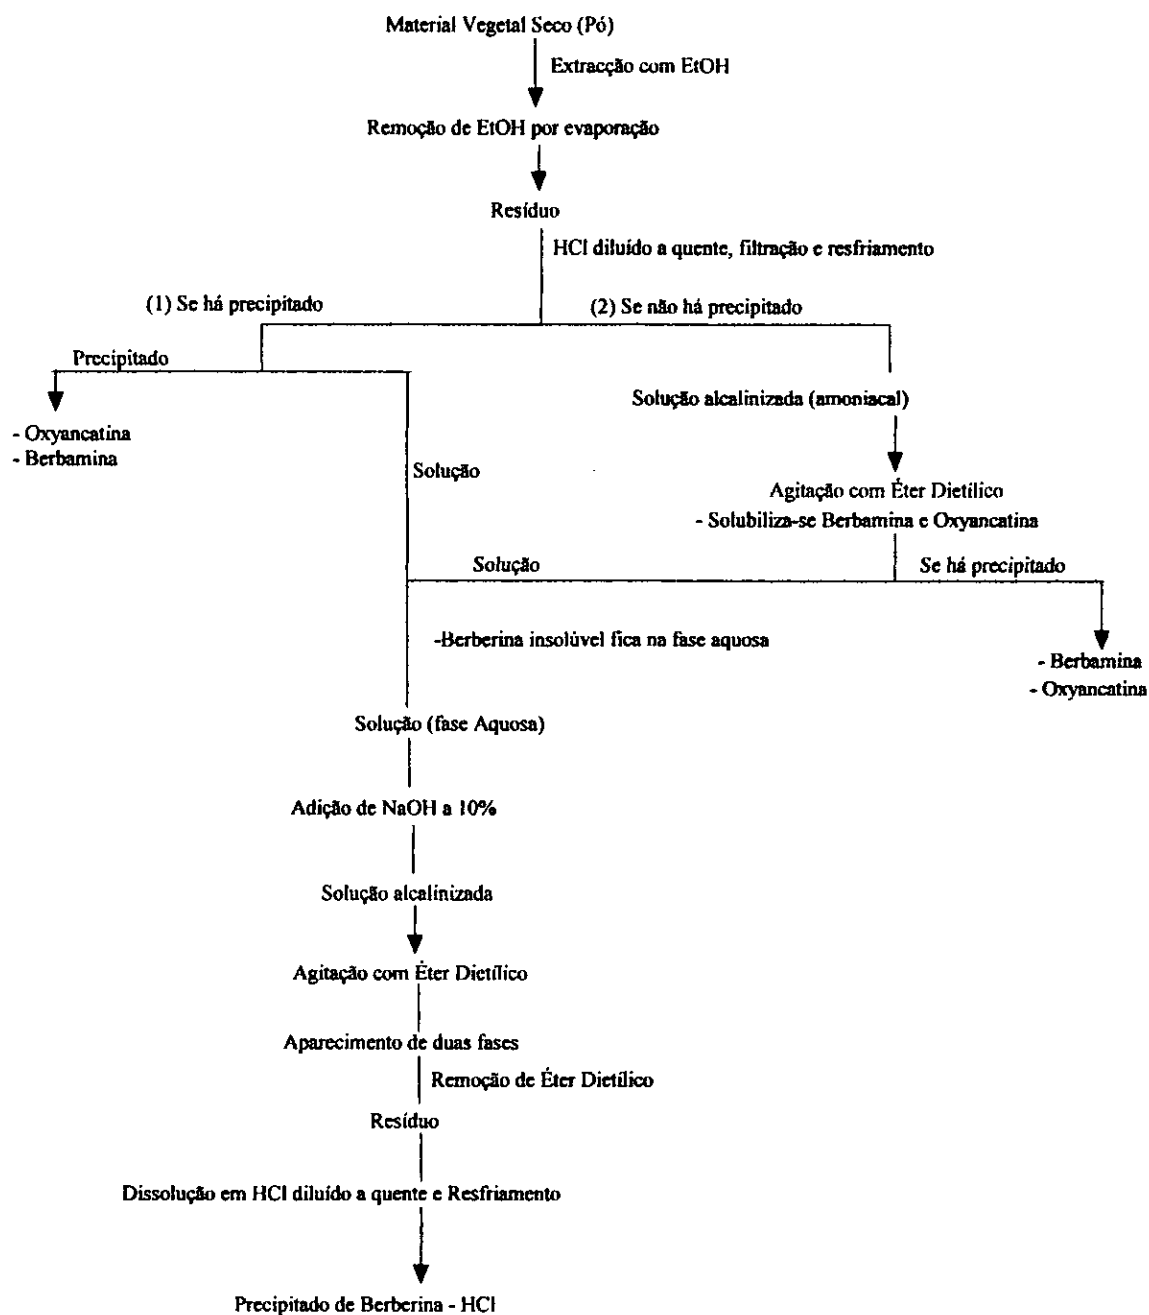 Material Vegetal Seco (Pó)
Extracção com EtOH
Remoção de EtOH por evaporação
Resíduo
HCl diluído a quente, filtração e resfriamento
(1) Se há precipitado
(2) Se não há precipitado
Precipitado
Solução alcalinizada (amoniacal)
- Oxyancatina
- Berbamina
Solução
Agitação com Éter Dietílico
- Solubiliza-se Berbamina e Oxyancatina
Solução
Se há precipitado
-Berberina insolúvel fica na fase aquosa
- Berbamina
- Oxyancatina
Solução (fase Aquosa)
Adição de NaOH a 10%
Solução alcalinizada
Agitação com Éter Dietílico
Aparecimento de duas fases
Remoção de Éter Dietílico
Resíduo
Dissolução em HCl diluído a quente e Resfriamento
Precipitado de Berberina - HCl